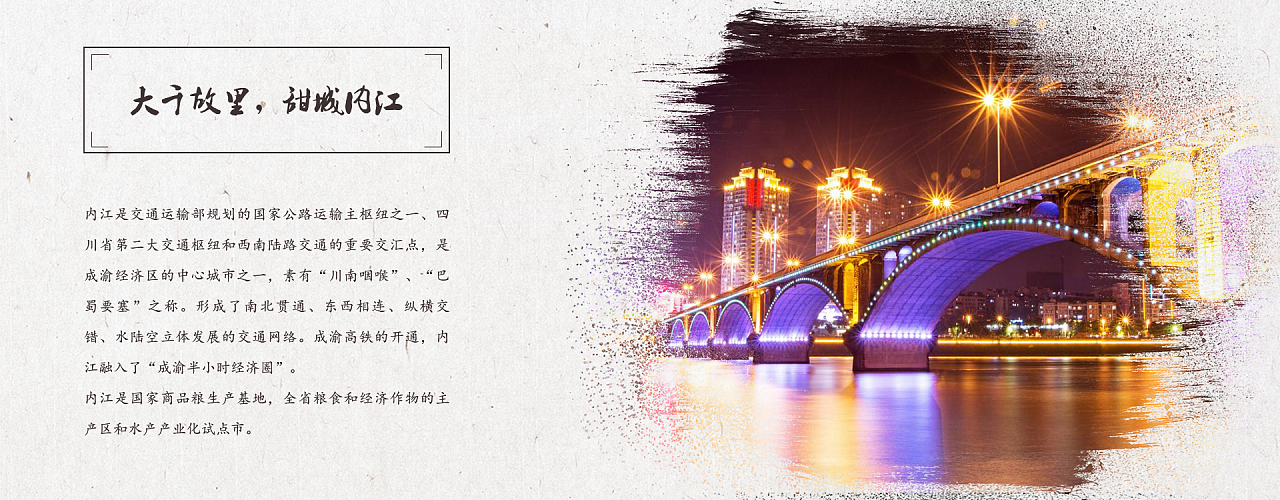 大千故里，甜城内江
内江是交通运输部规划的国家公路运输主枢纽之一、四
川省第二大交通枢纽和西南陆路交通的重要交汇点，是
成渝经济区的中心城市之一，素有“川南咽喉”、“巴
蜀要塞”之称。形成了南北贯通、东西相连、纵横交
错、水陆空立体发展的交通网络。成渝高铁的开通，内
江融入了“成渝半小时经济圈”。
内江是国家商品粮生产基地，全省粮食和经济作物的主
产区和水产产业化试点市。